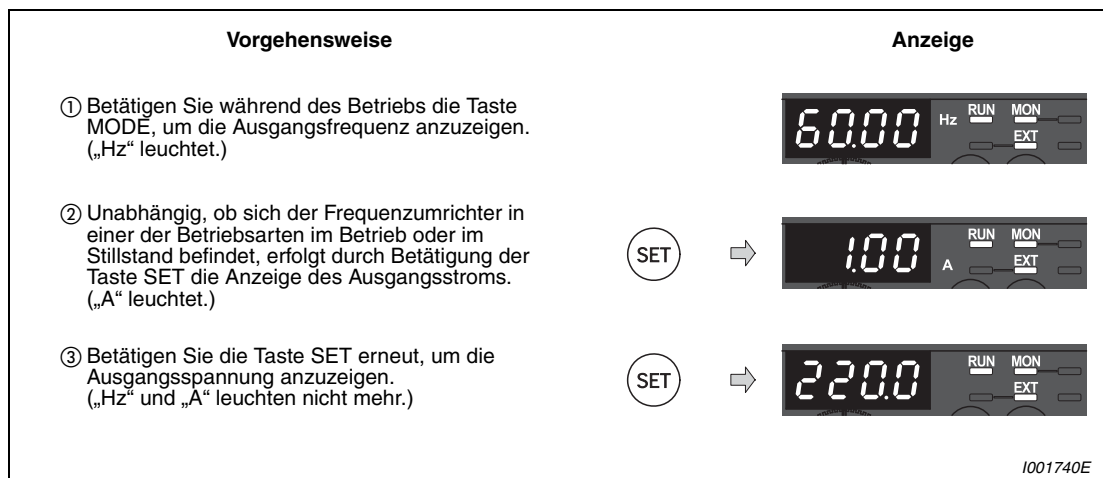 Vorgehensweise
Anzeige
① Betätigen Sie während des Betriebs die Taste
MODE, um die Ausgangsfrequenz anzuzeigen.
(„Hz“ leuchtet.)
60.00 Hz RUN MON
EXT
② Unabhängig, ob sich der Frequenzumrichter in
einer der Betriebsarten im Betrieb oder im
Stillstand befindet, erfolgt durch Betätigung der
Taste SET die Anzeige des Ausgangsstroms.
(„A“ leuchtet.)
SET
1.00 A RUN MON
EXT
③ Betätigen Sie die Taste SET erneut, um die
Ausgangsspannung anzuzeigen.
(„Hz“ und „A“ leuchten nicht mehr.)
SET
220.0 RUN MON
EXT
I001740E